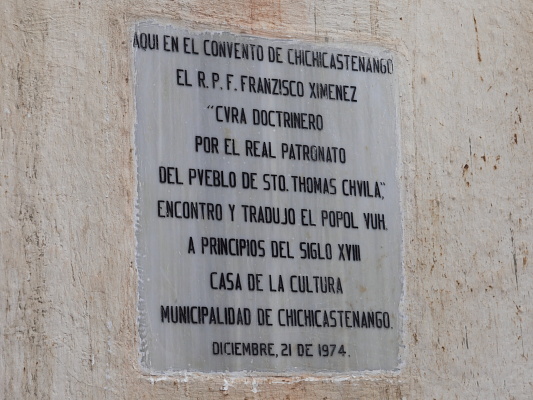 AQUI EN EL CONVENTO DE CHICHICASTENANGO
EL R. P. F. FRANZISCO XIMENEZ
"CVRA DOCTRINERO
POR EL REAL PATRONATO
DEL PVEBLO DE STO. THOMAS CHVILA",
ENCONTRO Y TRADUJO EL POPOL VUH.
A PRINCIPIOS DEL SIGLO XVIII
CASA DE LA CULTURA
MUNICIPALIDAD DE CHICHICASTENANGO.
DICIEMBRE, 21 DE 1974.